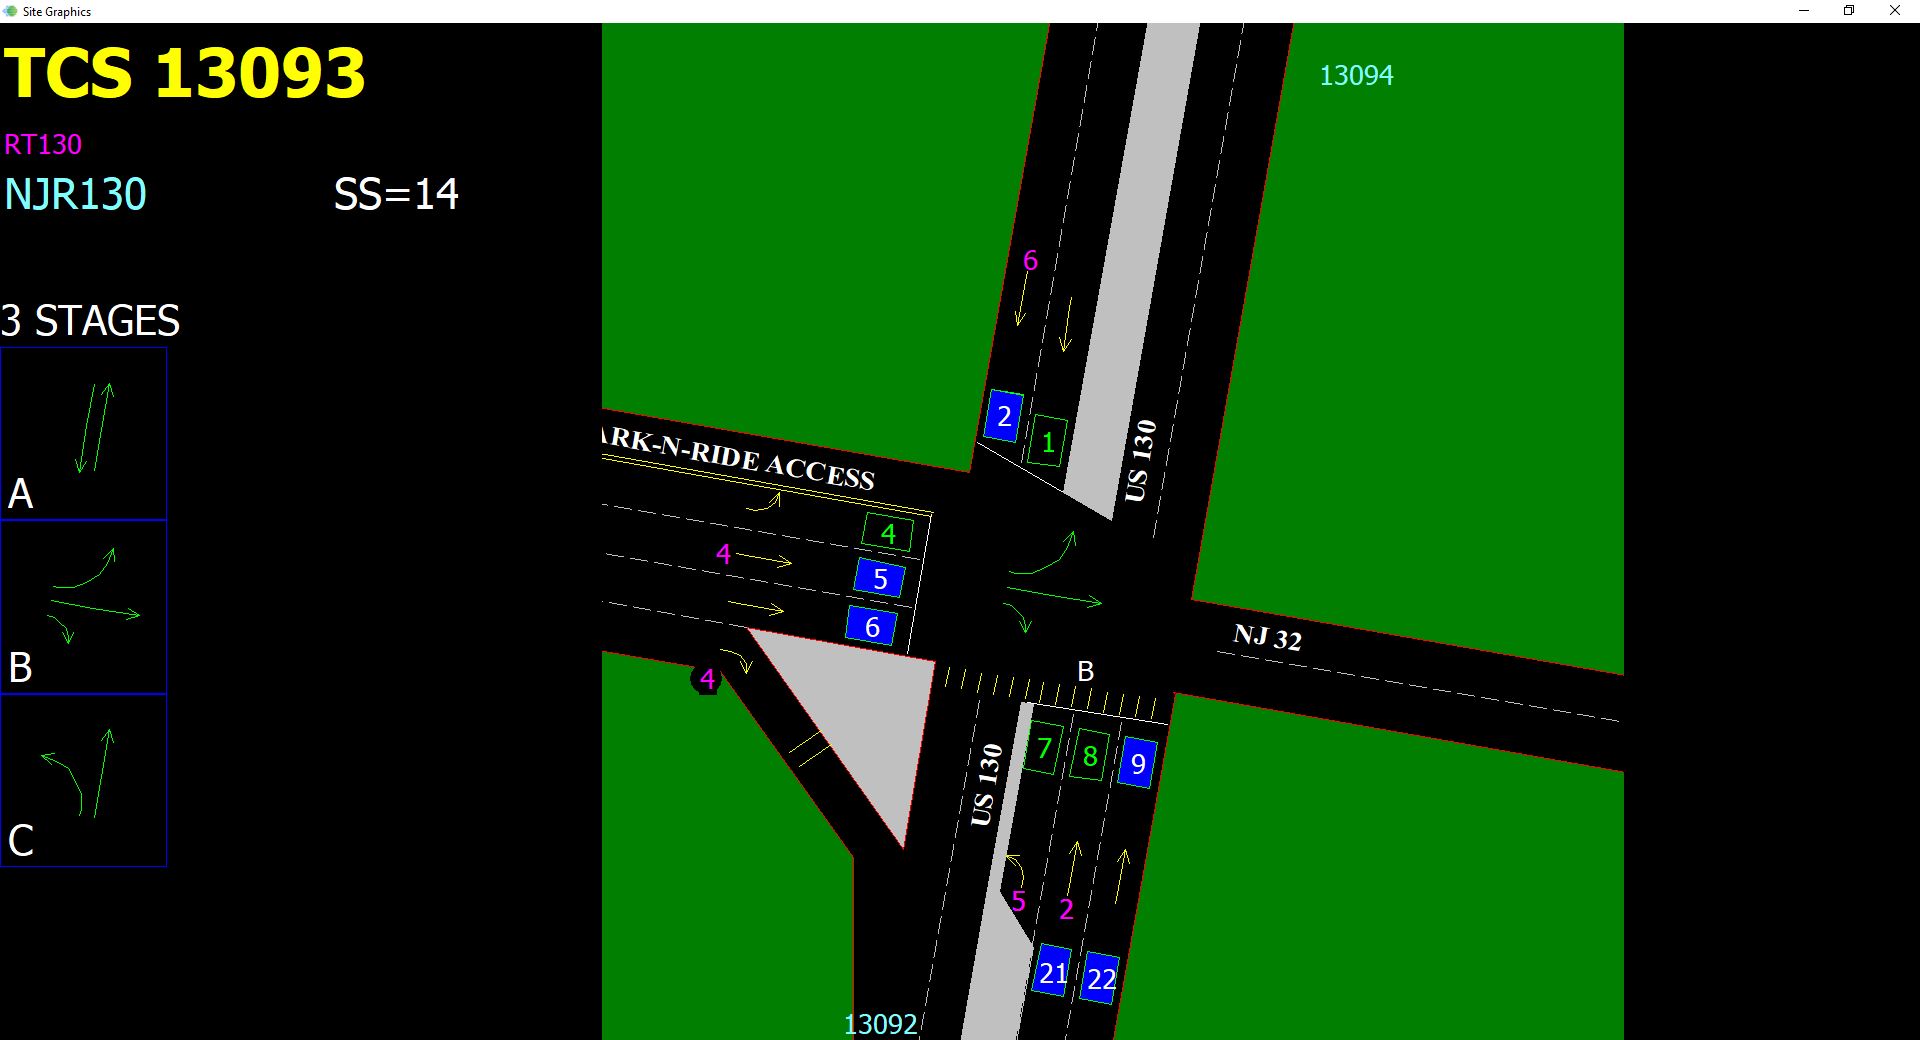 Site Graphics
TCS 13093
RT130
NJR130
SS=14
3 STAGES
A
B
C
13094
6
2
1
US 130
ARK-N-RIDE ACCESS
4
4
5
6
4
NJ 32
B
7
8
9
US 130
5
2
21
22
13092